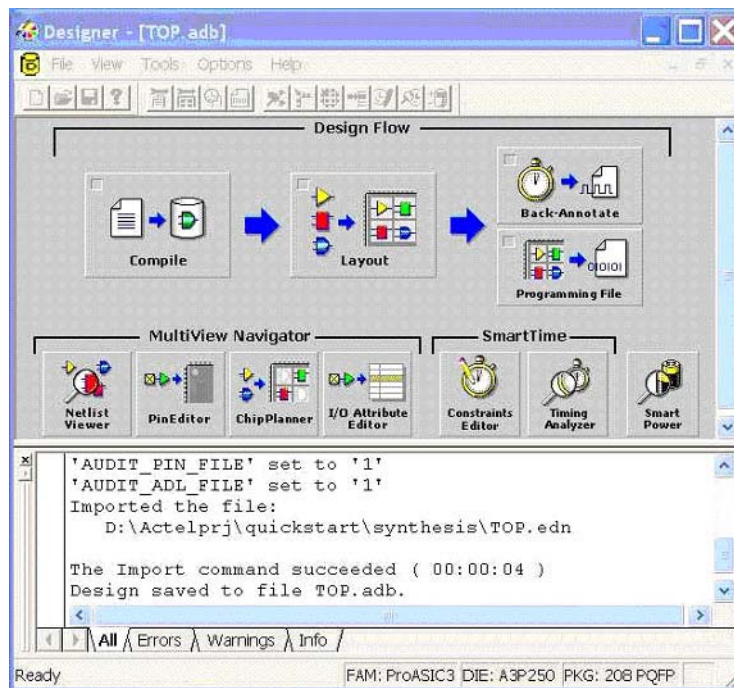 Designer - [TOP.adb]
File View Tools Options Help
Design Flow
Compile
Layout
Back-Annotate
010101
Programming File
MultiView Navigator
SmartTime
Netlist
Viewer
PinEditor
ChipPlanner
I/O Attribute
Editor
Constraints
Editor
Timing
Analyzer
Smart
Power
'AUDIT_PIN_FILE' set to '1'
'AUDIT_ADL_FILE' set to '1'
Imported the file:
D:\Actelprj\quickstart\synthesis\TOP.edn
The Import command succeeded ( 00:00:04 )
Design saved to file TOP.adb.
All Errors Warnings Info
Ready FAM: ProASIC3 DIE: A3P250 PKG: 208 PQFP